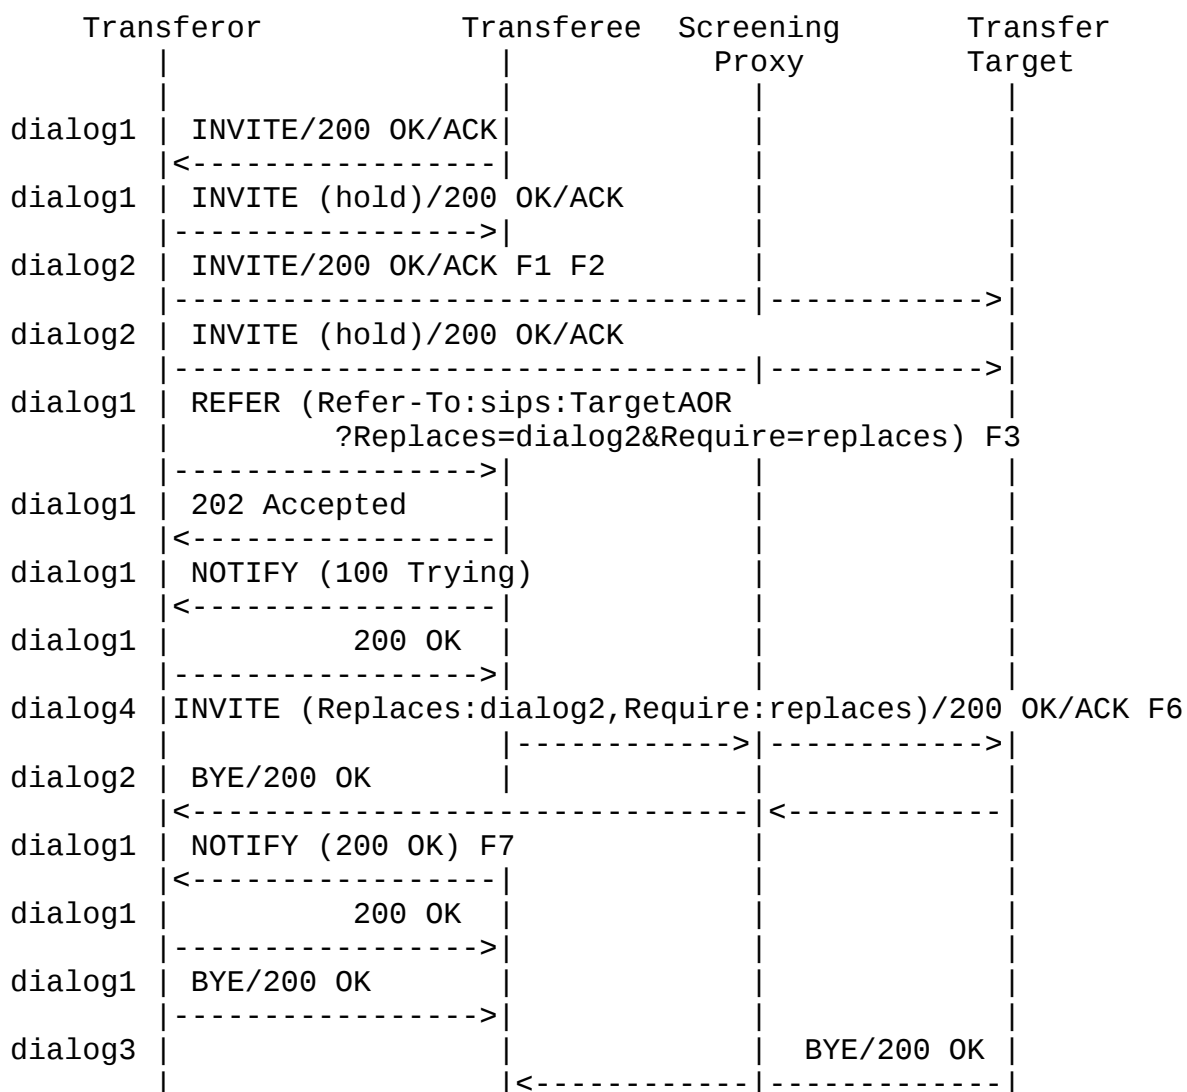 Transferor Transferee Screening Transfer
Proxy Target
dialog1 INVITE/200 OK/ACK
dialog1 INVITE (hold)/200 OK/ACK
dialog2 INVITE/200 OK/ACK F1 F2
dialog2 INVITE (hold)/200 OK/ACK
dialog1 REFER (Refer-To:sips:TargetAOR
?Replaces=dialog2&Require=replaces) F3
dialog1 202 Accepted
dialog1 NOTIFY (100 Trying)
dialog1 200 OK
dialog4 INVITE (Replaces:dialog2,Require:replaces)/200 OK/ACK F6
dialog2 BYE/200 OK
dialog1 NOTIFY (200 OK) F7
dialog1 200 OK
dialog1 BYE/200 OK
dialog3 BYE/200 OK